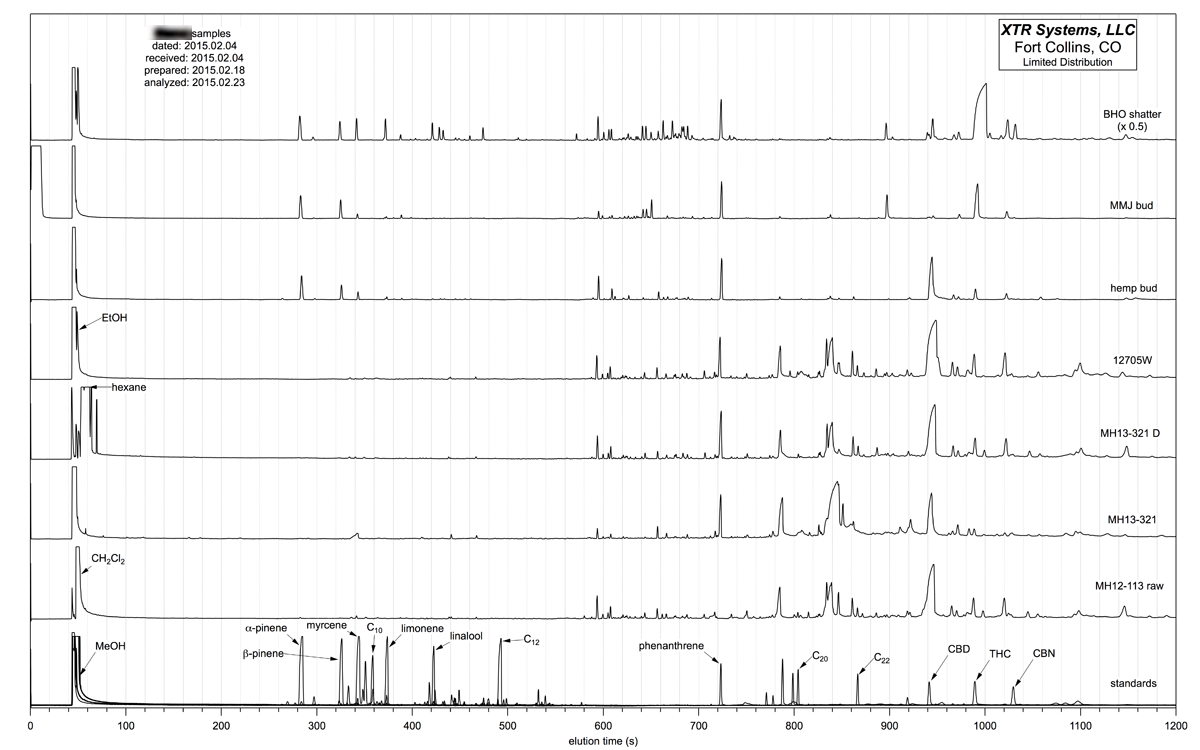 samples
dated: 2015.02.04
received: 2015.02.04
prepared: 2015.02.18
analyzed: 2015.02.23
XTR Systems, LLC
Fort Collins, CO
Limited Distribution
BHO shatter
(x 0.5)
MMJ bud
hemp bud
EtOH
12705W
hexane
MH13-321 D
MH13-321
CH2Cl2
MH12-113 raw
α-pinene
myrcene
C10
limonene
linalool
C12
MeOH
β-pinene
phenanthrene
C20
C22
CBD
THC
CBN
standards
0 100 200 300 400 500 600 700 800 900 1000 1100 1200
elution time (s)